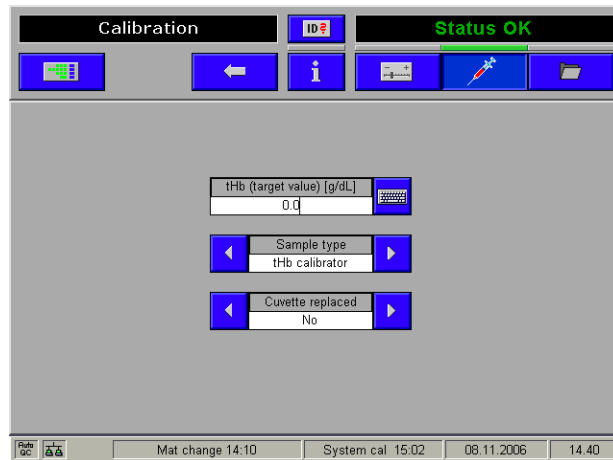 Calibration
ID?
Status OK
i
- +
tHb (target value) [g/dL]
0.0
Sample type
tHb calibrator
Cuvette replaced
No
Auto
QC
Mat change 14:10
System cal 15:02
08.11.2006
14.40